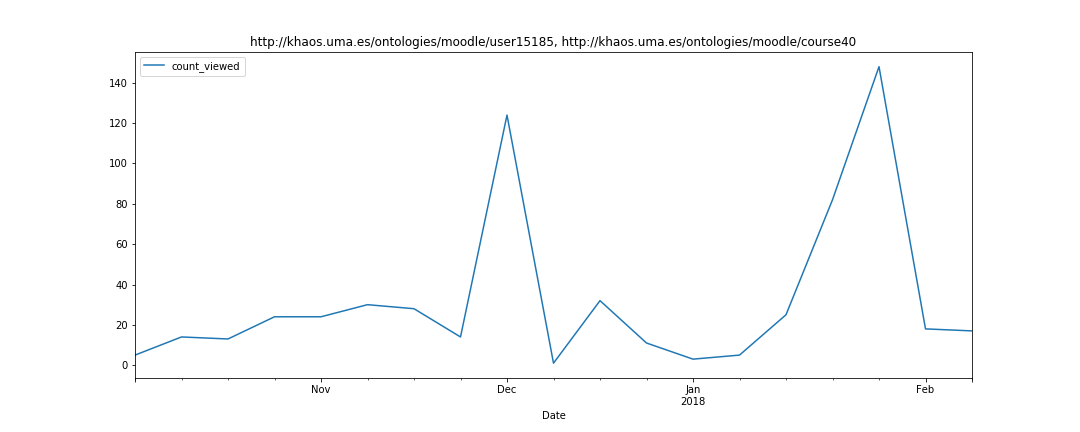 http://khaos.uma.es/ontologies/moodle/user15185, http://khaos.uma.es/ontologies/moodle/course40
count_viewed
140
120
100
80
60
40
20
0
Nov Dec Jan Feb
2018
Date